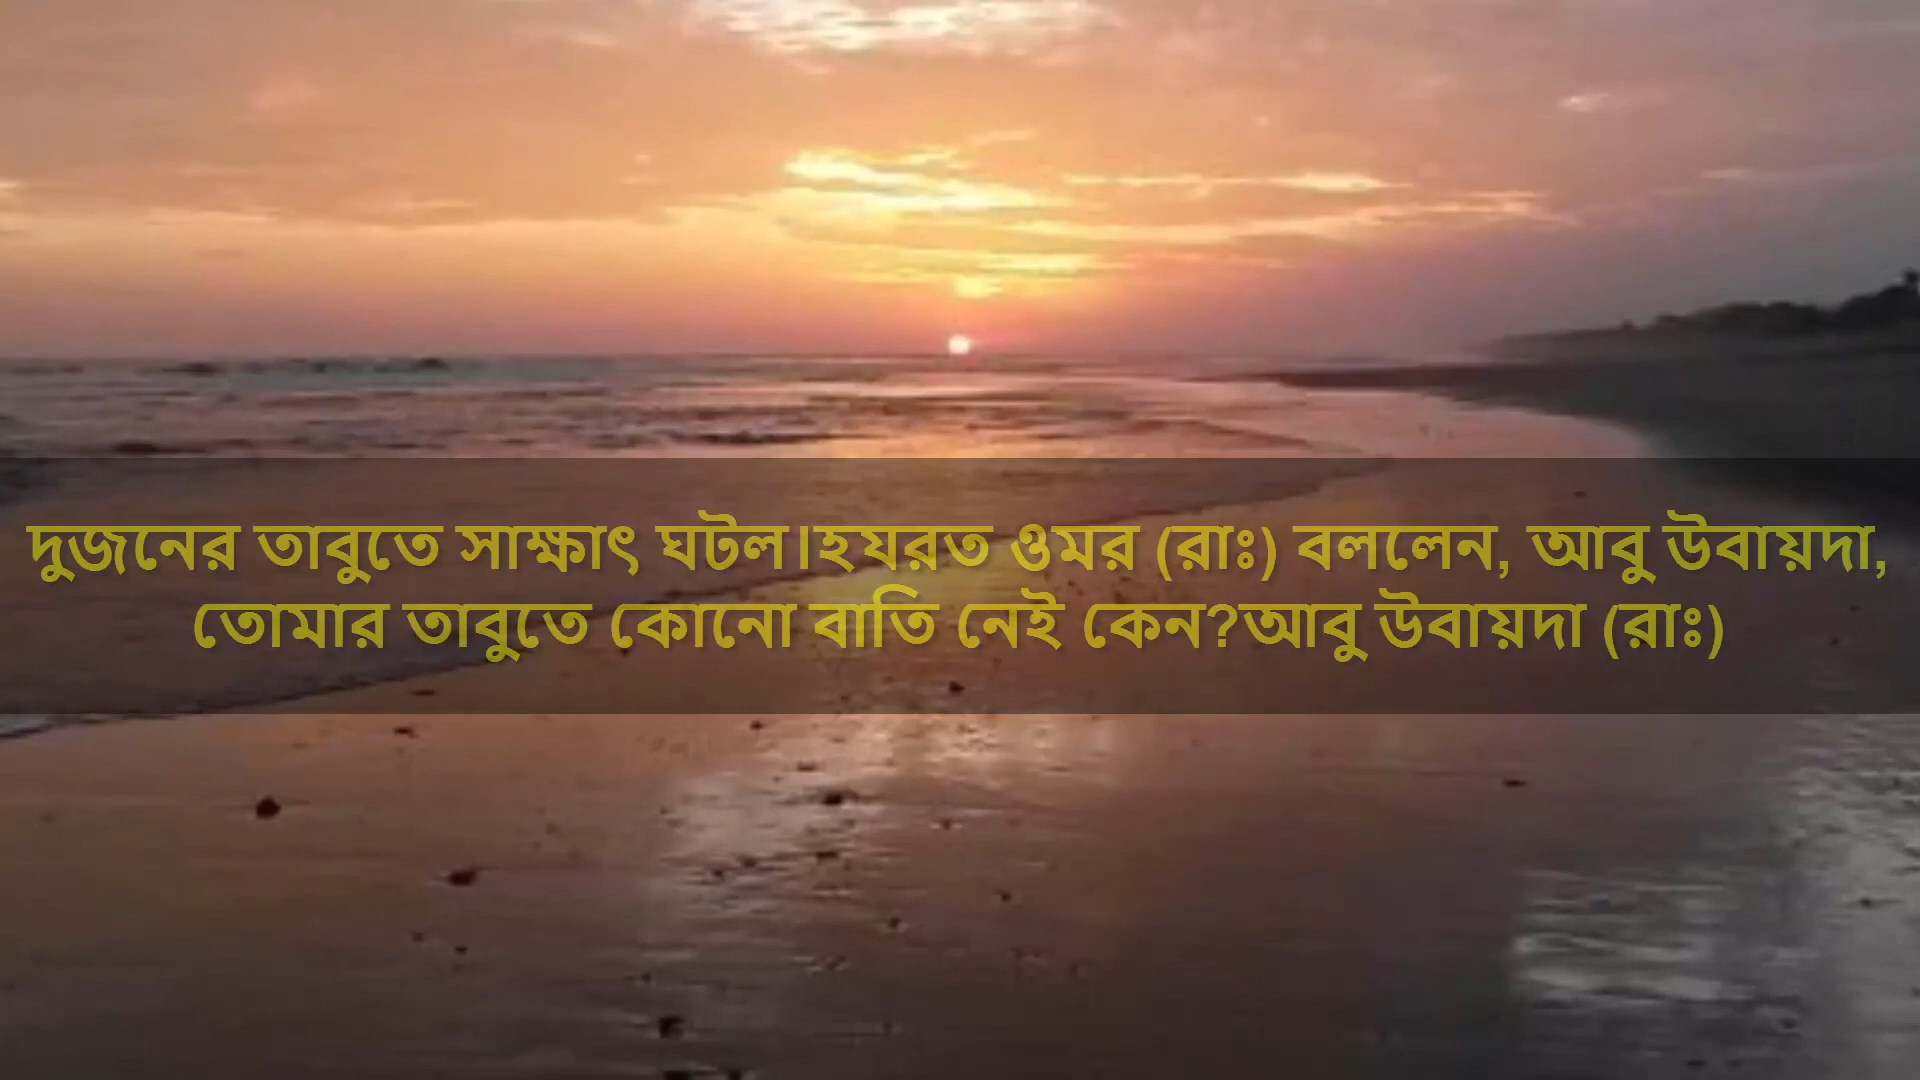 দুজনের তাবুতে সাক্ষাৎ ঘটল।হযরত ওমর (রাঃ) বললেন, আবু উবায়দা,
তোমার তাবুতে কোনো বাতি নেই কেন?আবু উবায়দা (রাঃ)